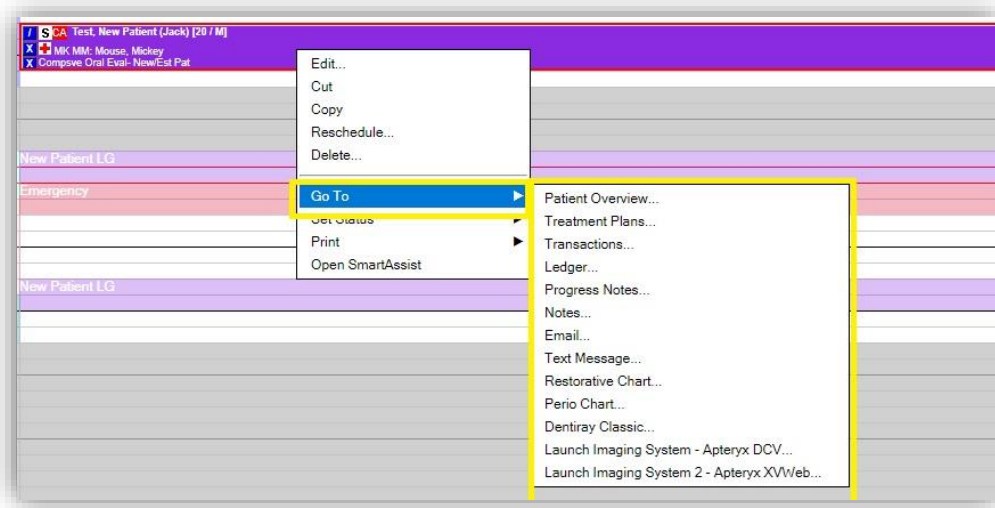 / S CA Test, New Patient (Jack) [20 / M]
X MK MM: Mouse, Mickey
X Compsve Oral Eval- New/Est Pat
Edit...
Cut
Copy
Reschedule...
Delete...
New Patient LG
Emergency
Go To
Set Status
Print
Open SmartAssist
New Patient LG
Patient Overview...
Treatment Plans...
Transactions...
Ledger...
Progress Notes...
Notes...
Email...
Text Message...
Restorative Chart...
Perio Chart...
Dentiray Classic...
Launch Imaging System - Apteryx DCV...
Launch Imaging System 2 - Apteryx XVWeb...